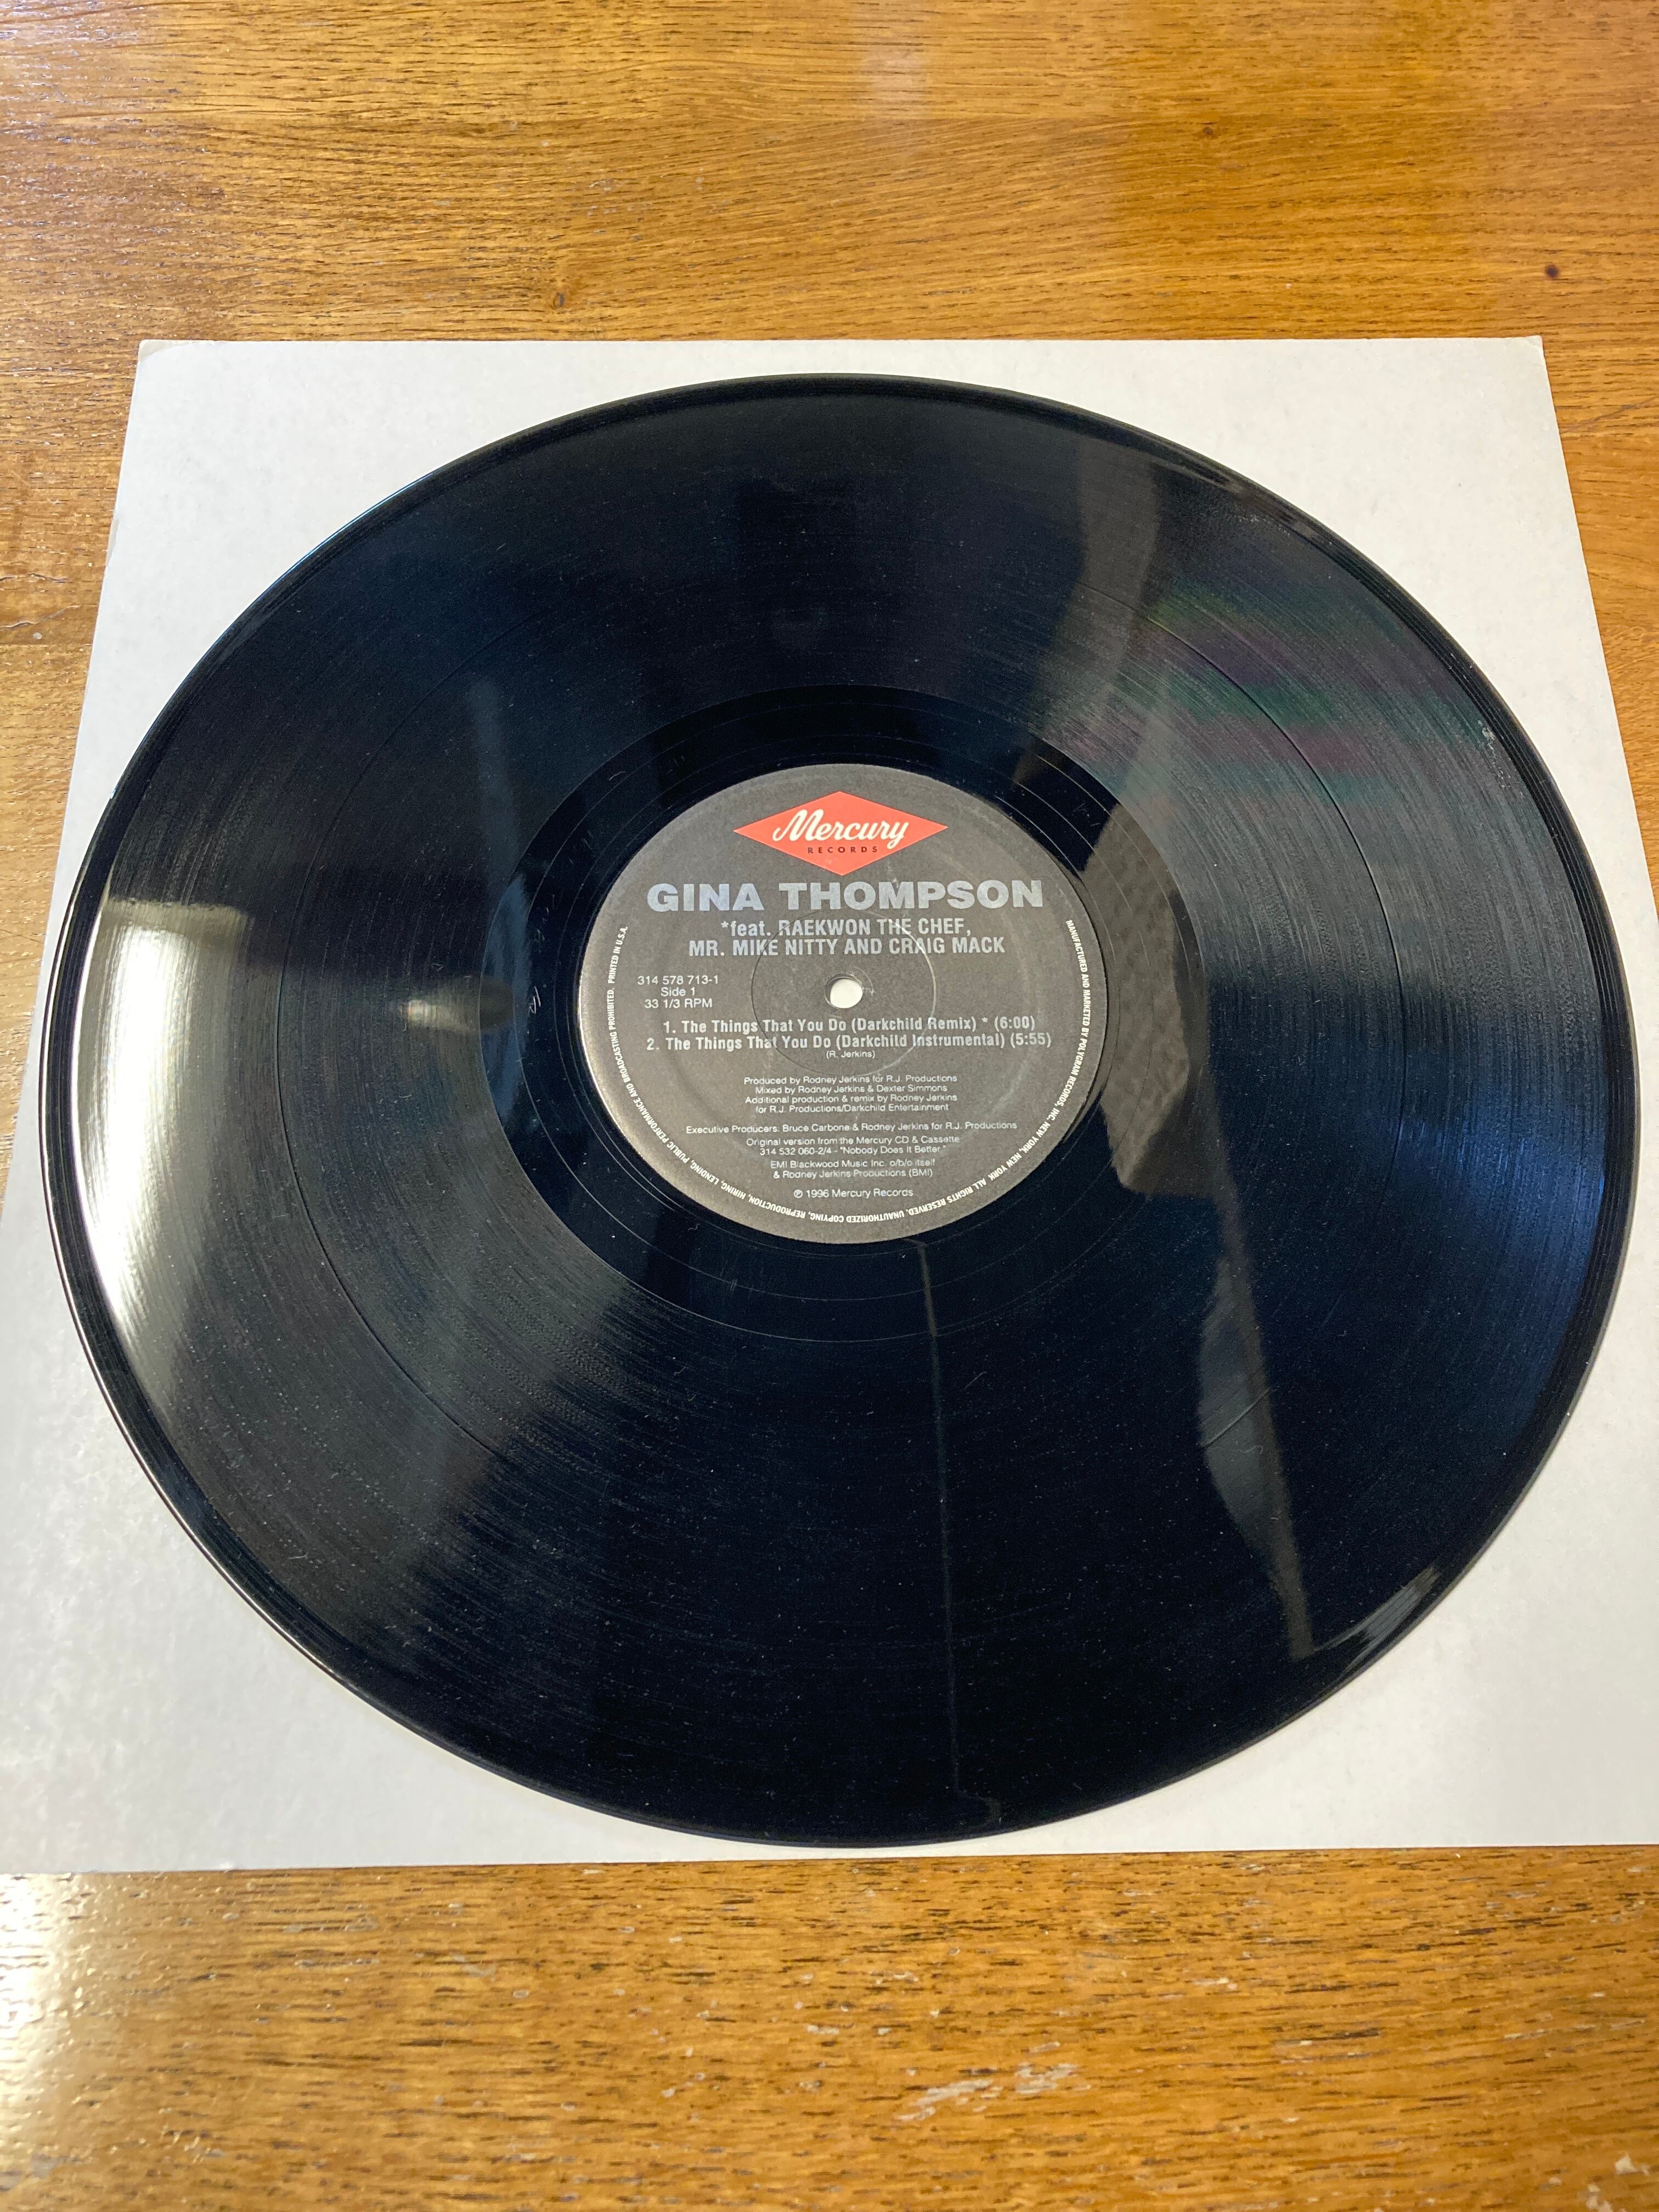 Mercury
RECORDS
GINA THOMPSON
*feat. RAEKWON THE CHEF,
MR. MIKE NITTY AND CRAIG MACK
314 578 713-1
Side 1
33 1/3 RPM
1. The Things That You Do (Darkchild Remix) * (6:00)
2. The Things That You Do (Darkchild Instrumental) (5:55)
(R. Jerkins)
Produced by Rodney Jerkins for R.J. Productions
Mixed by Rodney Jerkins & Dexter Simmons
Additional production & remix by Rodney Jerkins
for R.J. Productions/Darkchild Entertainment
Executive Producers: Bruce Carbone & Rodney Jerkins for R.J. Productions
Original version from the Mercury CD & Cassette
314 532 060-2/4 - "Nobody Does It Better"
EMI Blackwood Music Inc. o/b/o itself
& Rodney Jerkins Productions (BMI)
℗ 1996 Mercury Records
MANUFACTURED AND MARKETED BY POLYGRAM RECORDS, INC. NEW YORK, NEW YORK. ALL RIGHTS RESERVED. UNAUTHORIZED COPYING, REPRODUCTION, HIRING, LENDING, PUBLIC PERFORMANCE AND BROADCASTING PROHIBITED. PRINTED IN U.S.A.